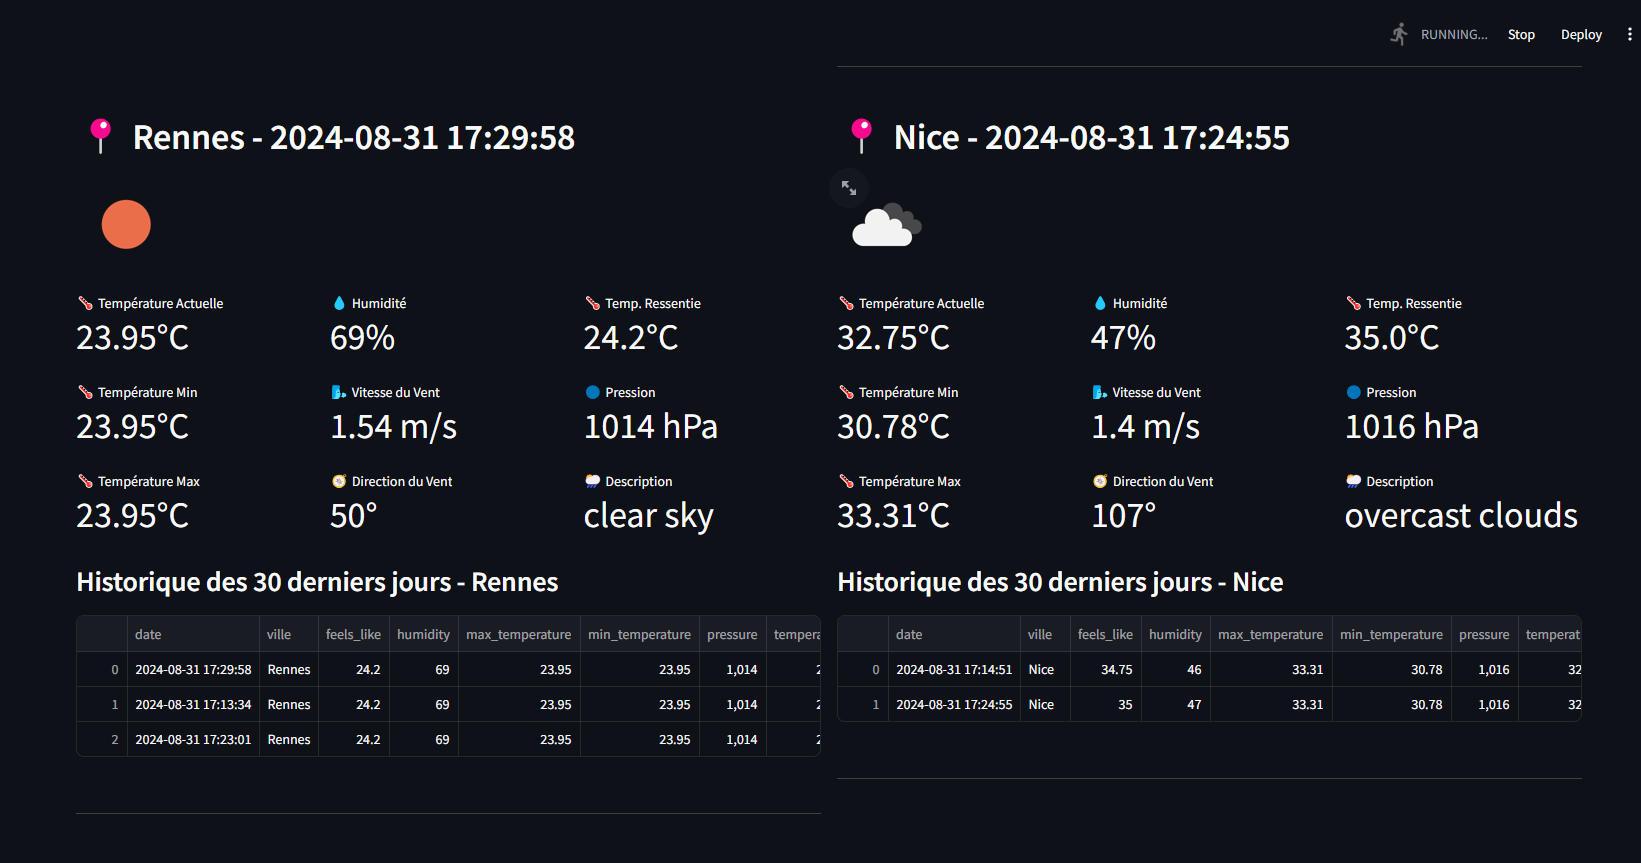 RUNNING... Stop Deploy
Rennes - 2024-08-31 17:29:58
Température Actuelle Humidité Temp. Ressentie
23.95°C 69% 24.2°C
Température Min Vitesse du Vent Pression
23.95°C 1.54 m/s 1014 hPa
Température Max Direction du Vent Description
23.95°C 50° clear sky
Historique des 30 derniers jours - Rennes
date ville feels_like humidity max_temperature min_temperature pressure tempera
0 2024-08-31 17:29:58 Rennes 24.2 69 23.95 23.95 1,014 2
1 2024-08-31 17:13:34 Rennes 24.2 69 23.95 23.95 1,014 2
2 2024-08-31 17:23:01 Rennes 24.2 69 23.95 23.95 1,014 2
Nice - 2024-08-31 17:24:55
Température Actuelle Humidité Temp. Ressentie
32.75°C 47% 35.0°C
Température Min Vitesse du Vent Pression
30.78°C 1.4 m/s 1016 hPa
Température Max Direction du Vent Description
33.31°C 107° overcast clouds
Historique des 30 derniers jours - Nice
date ville feels_like humidity max_temperature min_temperature pressure temperat
0 2024-08-31 17:14:51 Nice 34.75 46 33.31 30.78 1,016 32
1 2024-08-31 17:24:55 Nice 35 47 33.31 30.78 1,016 32